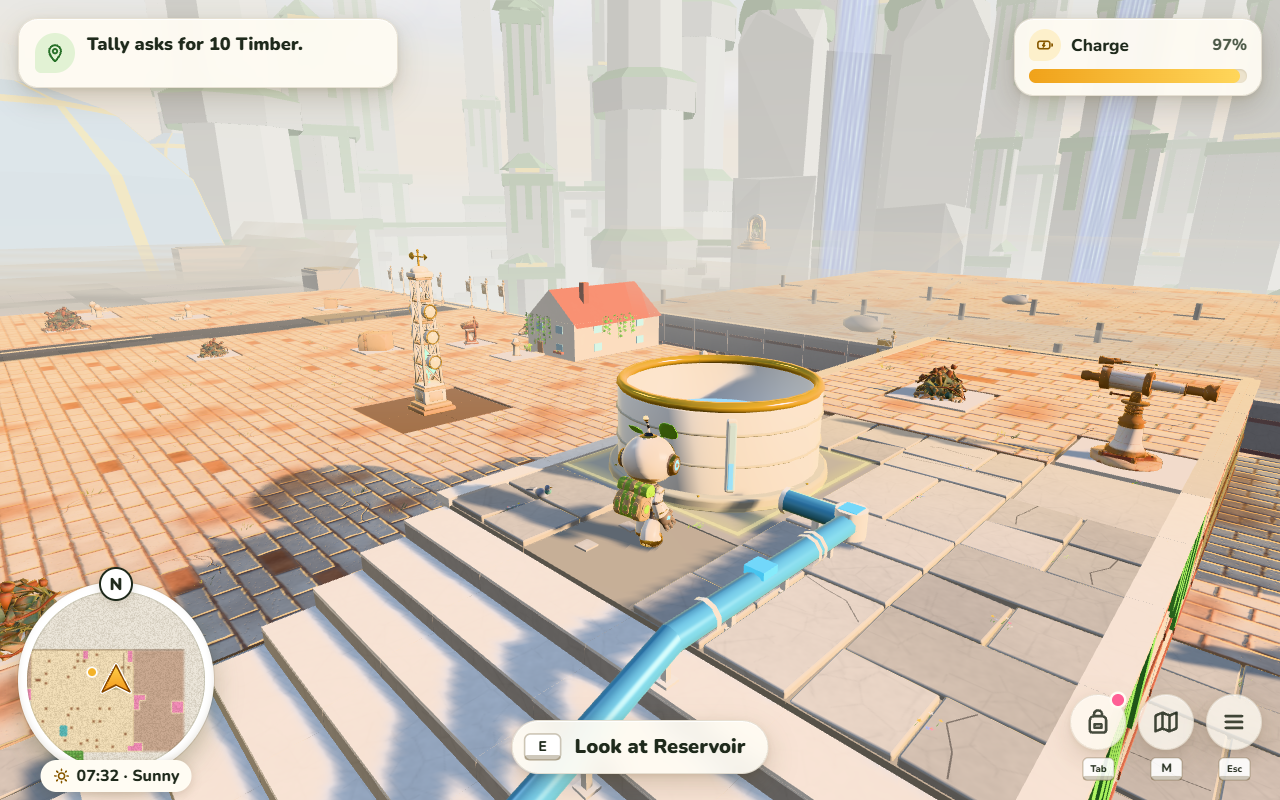 Tally asks for 10 Timber.
Charge 97%
N
07:32 · Sunny
E Look at Reservoir
Tab M Esc